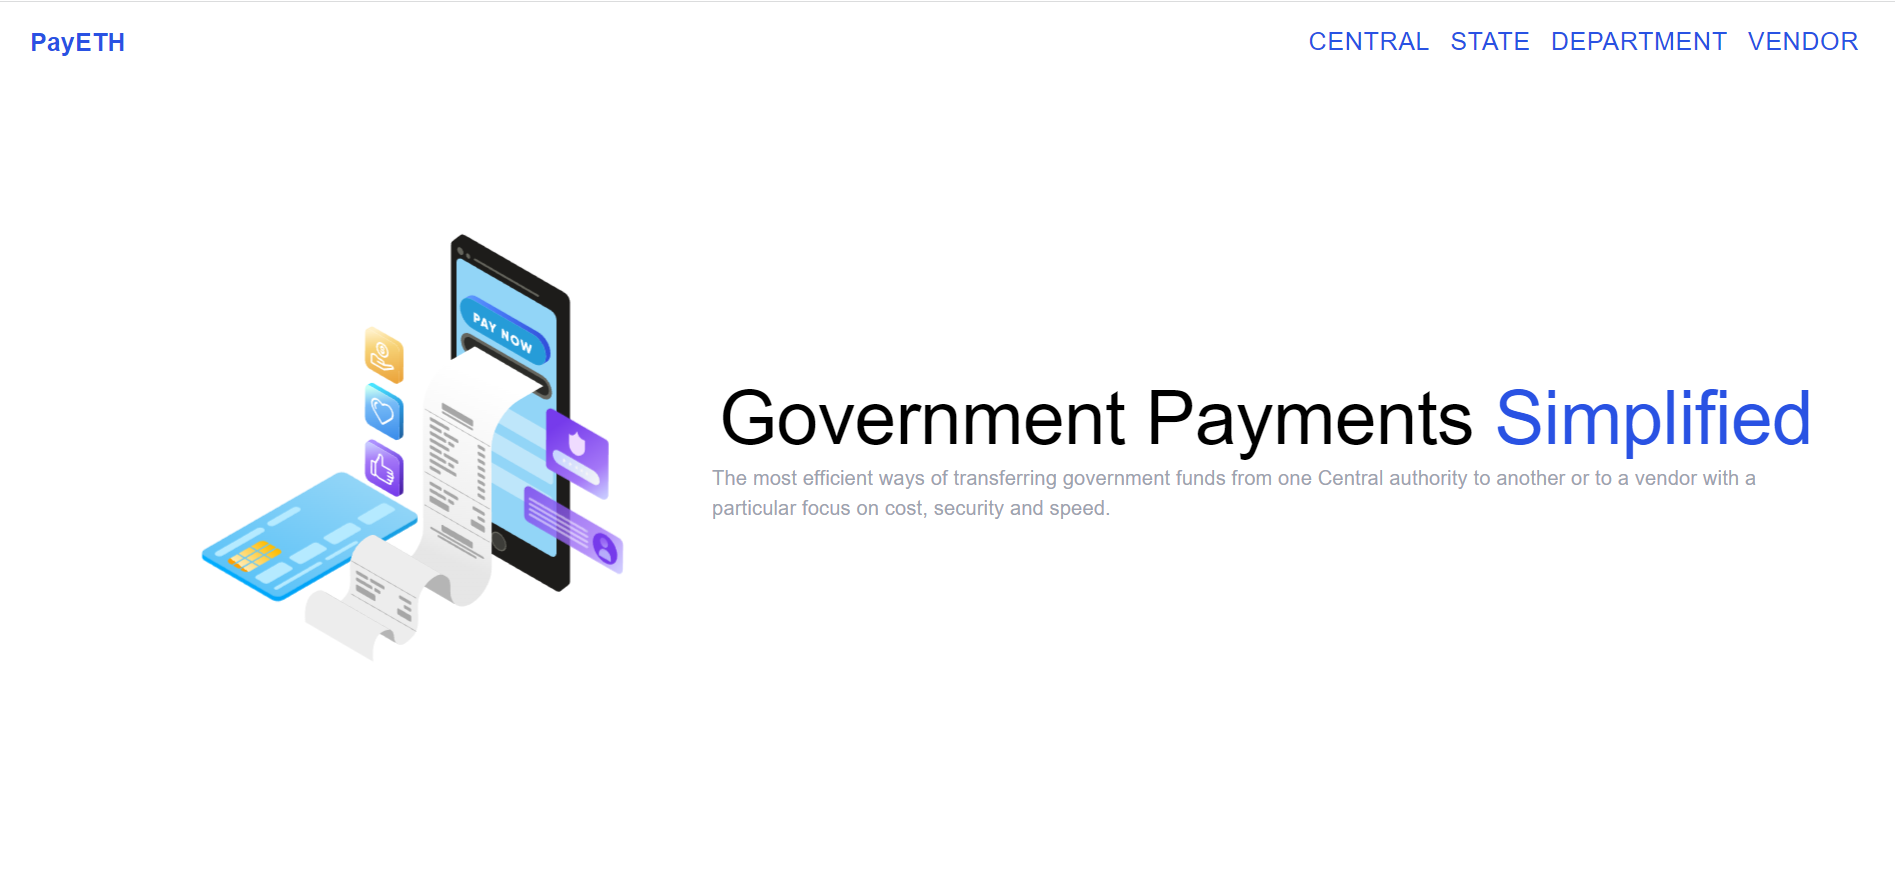 PayETH
CENTRAL STATE DEPARTMENT VENDOR
PAY NOW
Government Payments Simplified
The most efficient ways of transferring government funds from one Central authority to another or to a vendor with a
particular focus on cost, security and speed.